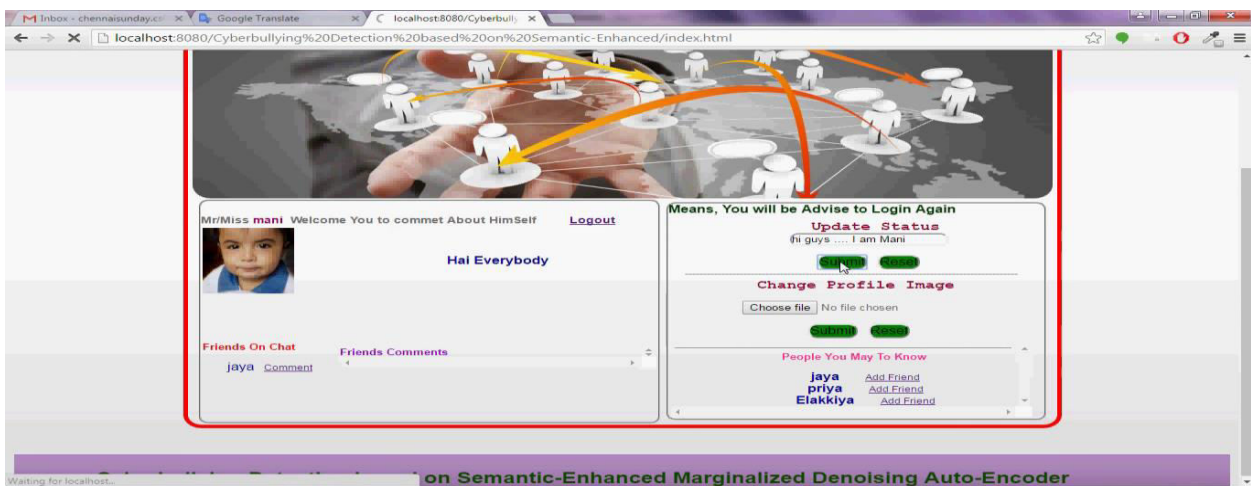 Inbox - chennaisunday.cs
Google Translate
localhost:8080/Cyberbully
localhost:8080/Cyberbullying%20Detection%20based%20on%20Semantic-Enhanced/index.html
Mr/Miss mani Welcome You to commet About HimSelf Logout
Hai Everybody
Friends On Chat
jaya Comment
Friends Comments
Means, You will be Advise to Login Again
Update Status
hi guys .... I am Mani
Submit Reset
Change Profile Image
Choose file No file chosen
Submit Reset
People You May To Know
jaya Add Friend
priya Add Friend
Elakkiya Add Friend
on Semantic-Enhanced Marginalized Denoising Auto-Encoder
Waiting for localhost...